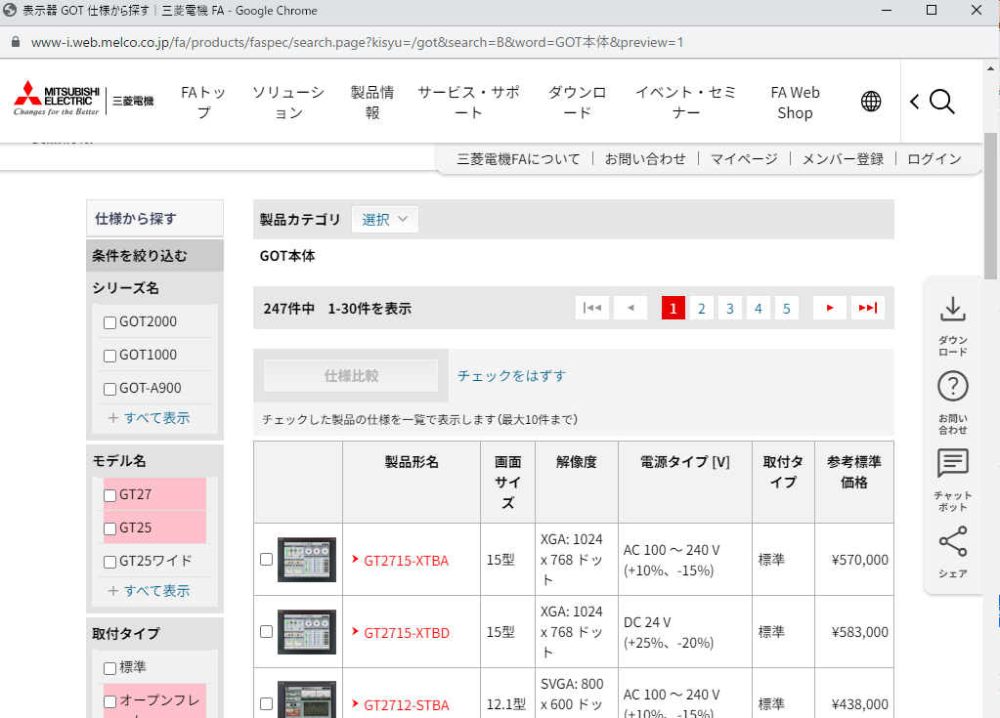 表示器 GOT 仕様から探す | 三菱電機 FA - Google Chrome
www-i.web.melco.co.jp/fa/products/faspec/search.page?kisyu=/got&search=B&word=GOT本体&preview=1
MITSUBISHI
ELECTRIC
Changes for the Better
三菱電機
FAトッ
プ
ソリューシ
ョン
製品情
報
サービス・サポ
ート
ダウンロ
ード
イベント・セミ
ナー
FA Web
Shop
三菱電機FAについて
お問い合わせ
マイページ
メンバー登録
ログイン
仕様から探す
条件を絞り込む
シリーズ名
GOT2000
GOT1000
GOT-A900
+ すべて表示
モデル名
GT27
GT25
GT25ワイド
+ すべて表示
取付タイプ
標準
オープンフレ
製品カテゴリ 選択
GOT本体
247件中 1-30件を表示
1 2 3 4 5
仕様比較 チェックをはずす
チェックした製品の仕様を一覧で表示します(最大10件まで)
製品形名
画面
サイ
ズ
解像度
電源タイプ [V]
取付タ
イプ
参考標準
価格
GT2715-XTBA
15型
XGA: 1024
x 768 ドッ
ト
AC 100 ～ 240 V
(+10%、-15%)
標準
¥570,000
GT2715-XTBD
15型
XGA: 1024
x 768 ドッ
ト
DC 24 V
(+25%、-20%)
標準
¥583,000
GT2712-STBA
12.1型
SVGA: 800
x 600 ドッ
AC 100 ～ 240 V
(+10%、-15%)
標準
¥438,000
ダウン
ロード
お問い
合わせ
チャット
ボット
シェア